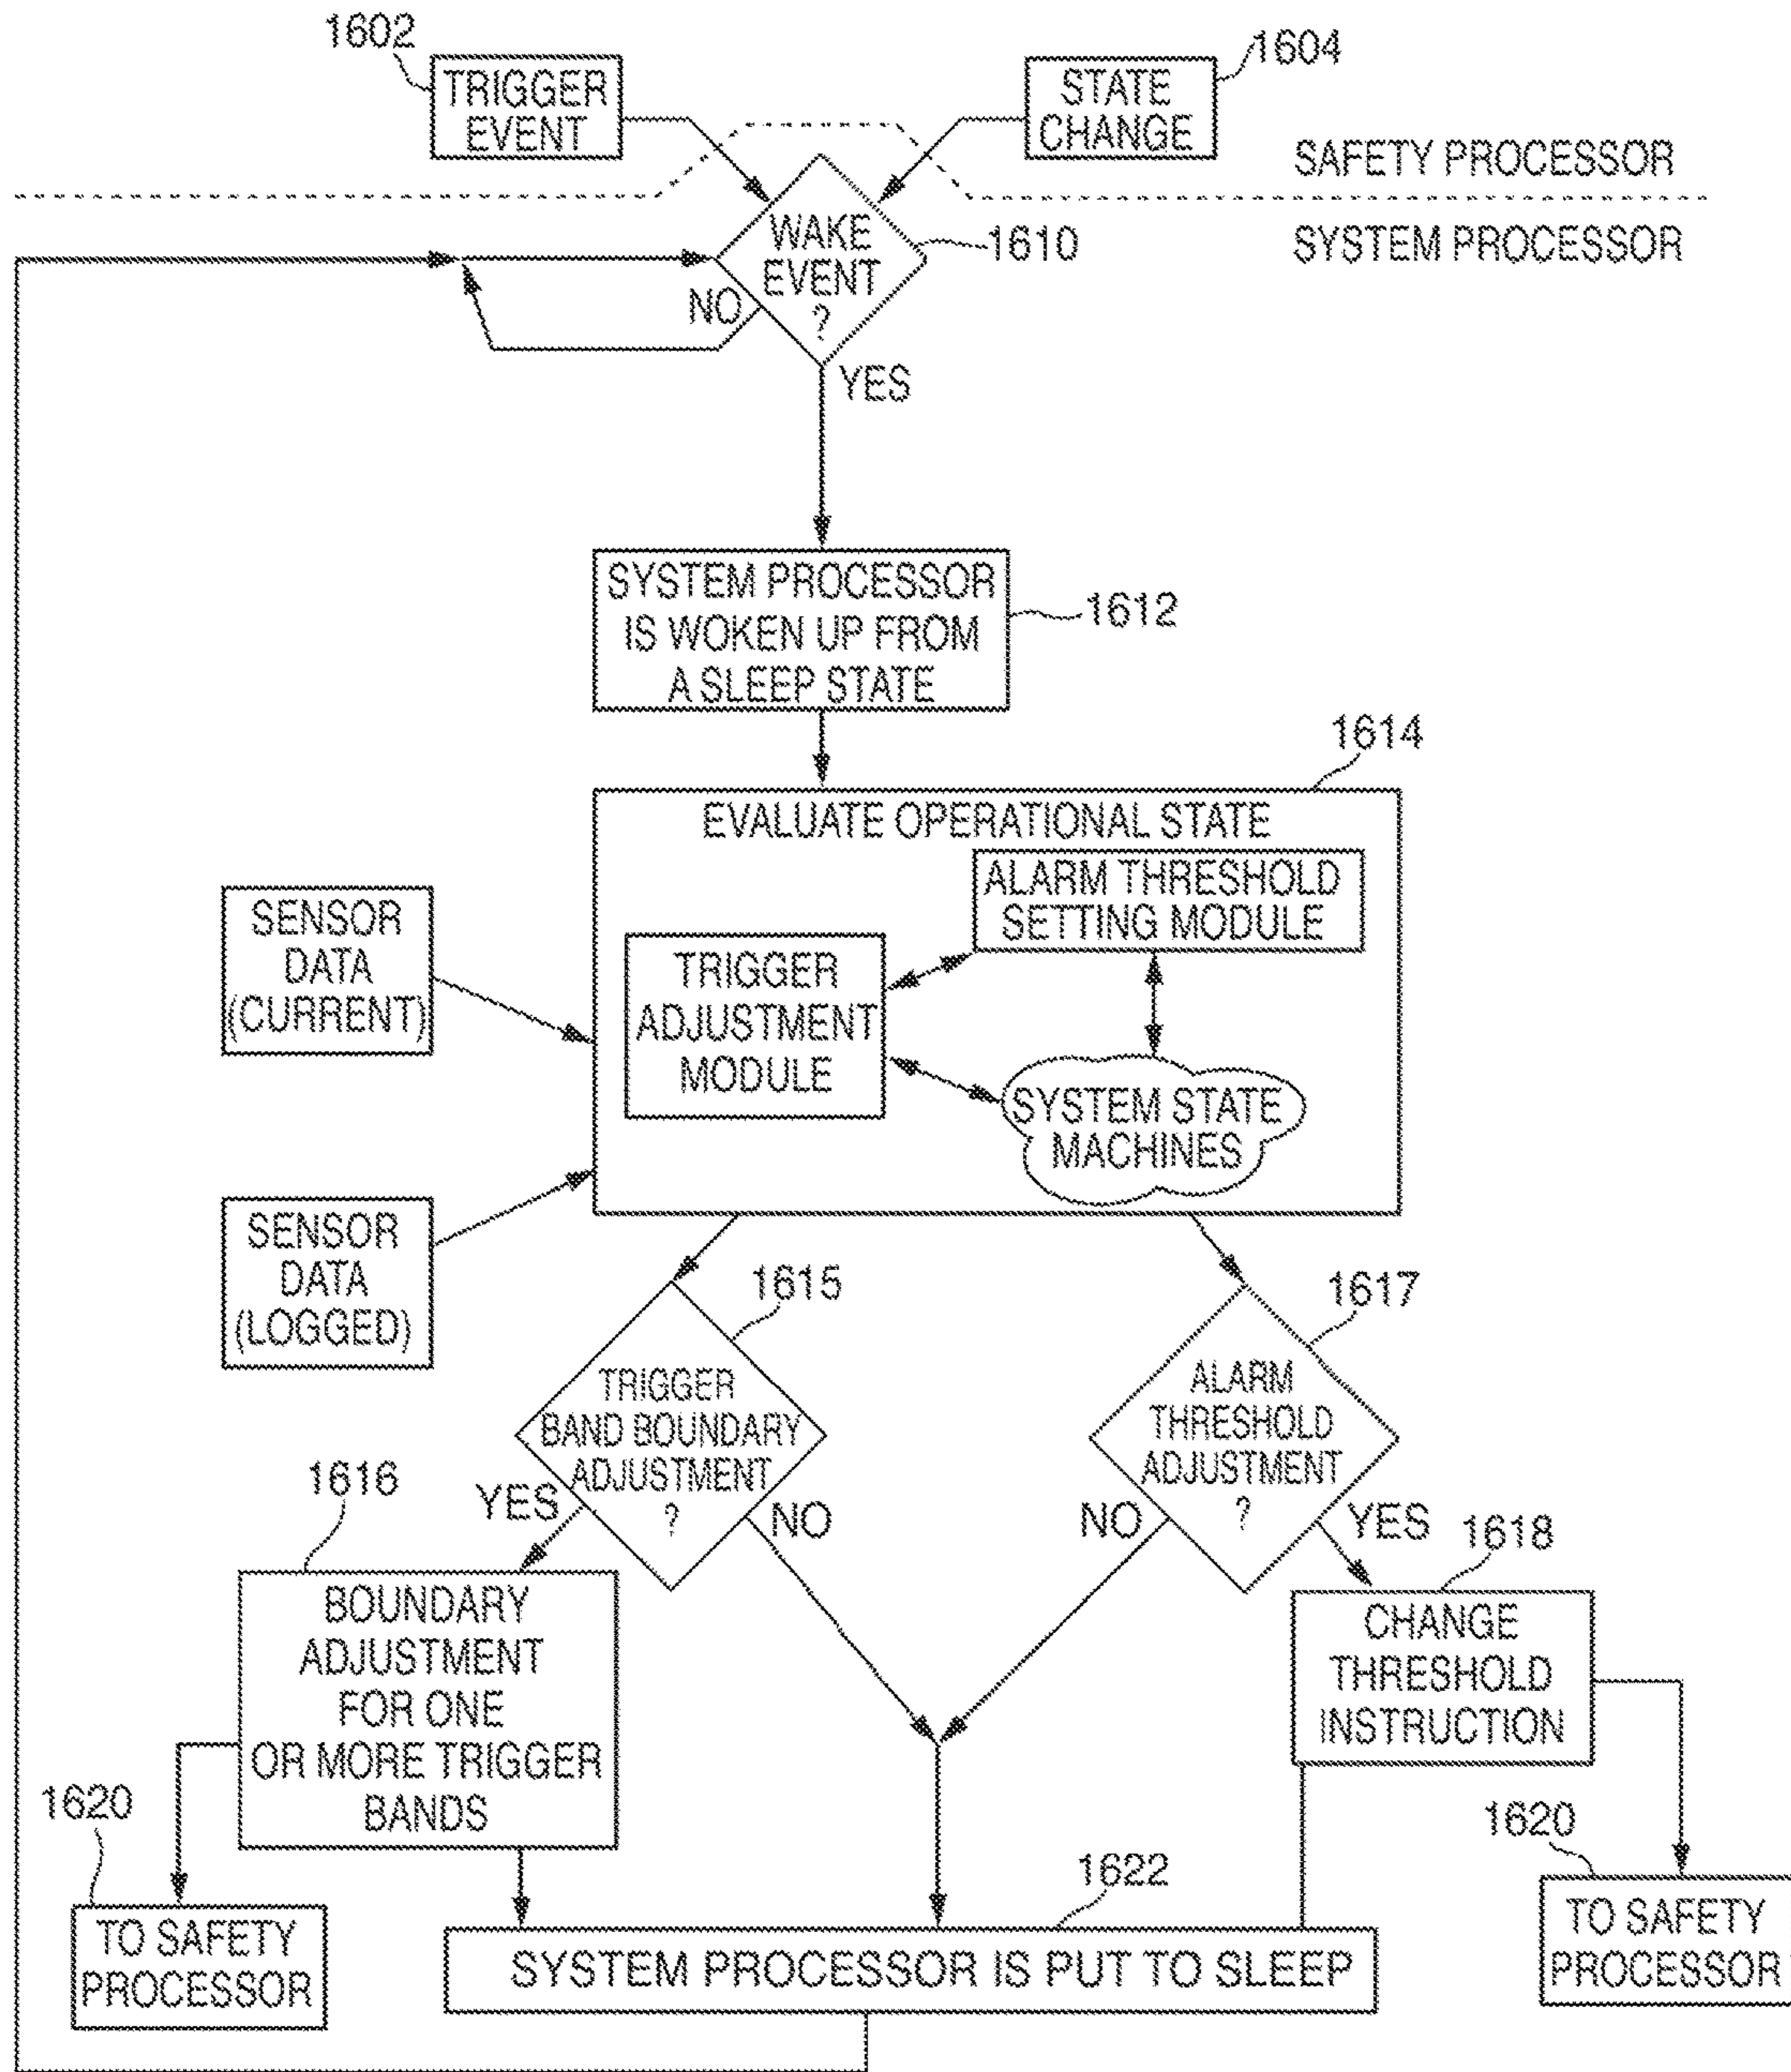 1602
TRIGGER
EVENT
1604
STATE
CHANGE
SAFETY PROCESSOR
SYSTEM PROCESSOR
WAKE
EVENT
?
1610
NO
YES
SYSTEM PROCESSOR
IS WOKEN UP FROM
A SLEEP STATE
1612
1614
EVALUATE OPERATIONAL STATE
ALARM THRESHOLD
SETTING MODULE
TRIGGER
ADJUSTMENT
MODULE
SYSTEM STATE
MACHINES
SENSOR
DATA
(CURRENT)
SENSOR
DATA
(LOGGED)
1615
TRIGGER
BAND BOUNDARY
ADJUSTMENT
?
YES
NO
1617
ALARM
THRESHOLD
ADJUSTMENT
?
NO
YES
1616
BOUNDARY
ADJUSTMENT
FOR ONE
OR MORE TRIGGER
BANDS
1618
CHANGE
THRESHOLD
INSTRUCTION
1620
TO SAFETY
PROCESSOR
1622
SYSTEM PROCESSOR IS PUT TO SLEEP
1620
TO SAFETY
PROCESSOR